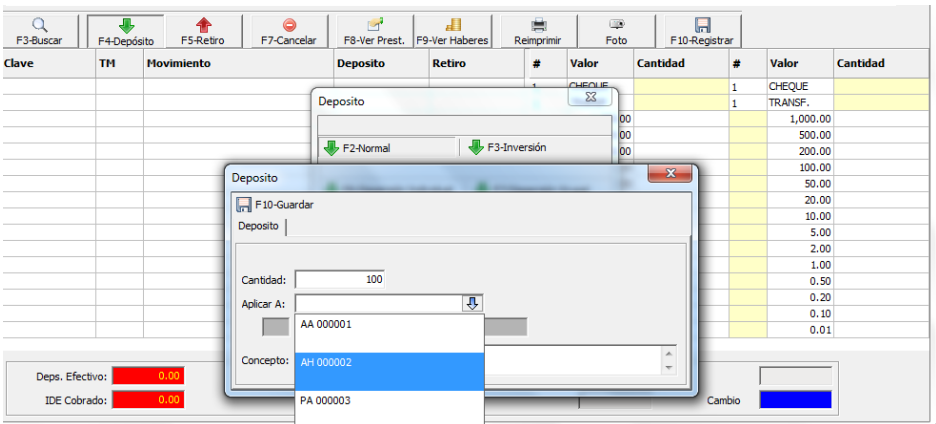 F3-Buscar F4-Depósito F5-Retiro F7-Cancelar F8-Ver Prest. F9-Ver Haberes Reimprimir Foto F10-Registrar
Clave TM Movimiento Deposito Retiro # Valor Cantidad # Valor Cantidad
1 CHEQUE 1 CHEQUE
Deposito
1 TRANSF.
00 1,000.00
00 500.00
F2-Normal F3-Inversión
00 200.00
100.00
Deposito
50.00
20.00
F10-Guardar
10.00
Deposito
5.00
2.00
1.00
Cantidad: 100
0.50
Aplicar A:
0.20
0.10
AA 000001
0.01
Concepto:
AH 000002
Deps. Efectivo: 0.00
IDE Cobrado: 0.00
PA 000003
Cambio